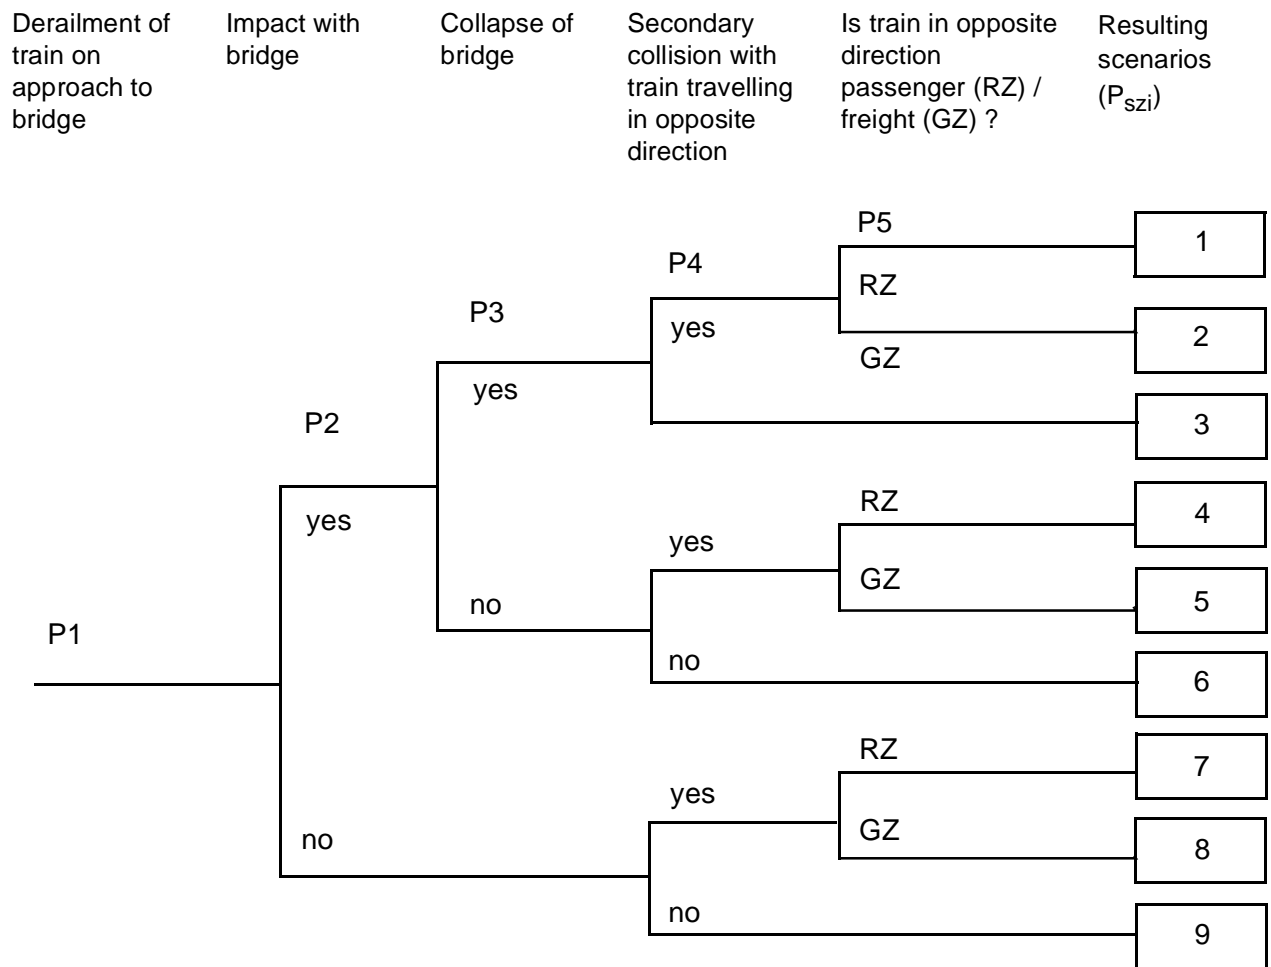 Derailment of
train on
approach to
bridge
Impact with
bridge
Collapse of
bridge
Secondary
collision with
train travelling
in opposite
direction
Is train in opposite
direction
passenger (RZ) /
freight (GZ) ?
Resulting
scenarios
(Pszi)
P5
1
P4
RZ
P3
yes
2
GZ
yes
3
P2
RZ
4
yes
yes
GZ
5
no
P1
no
6
RZ
7
yes
GZ
no
8
no
9